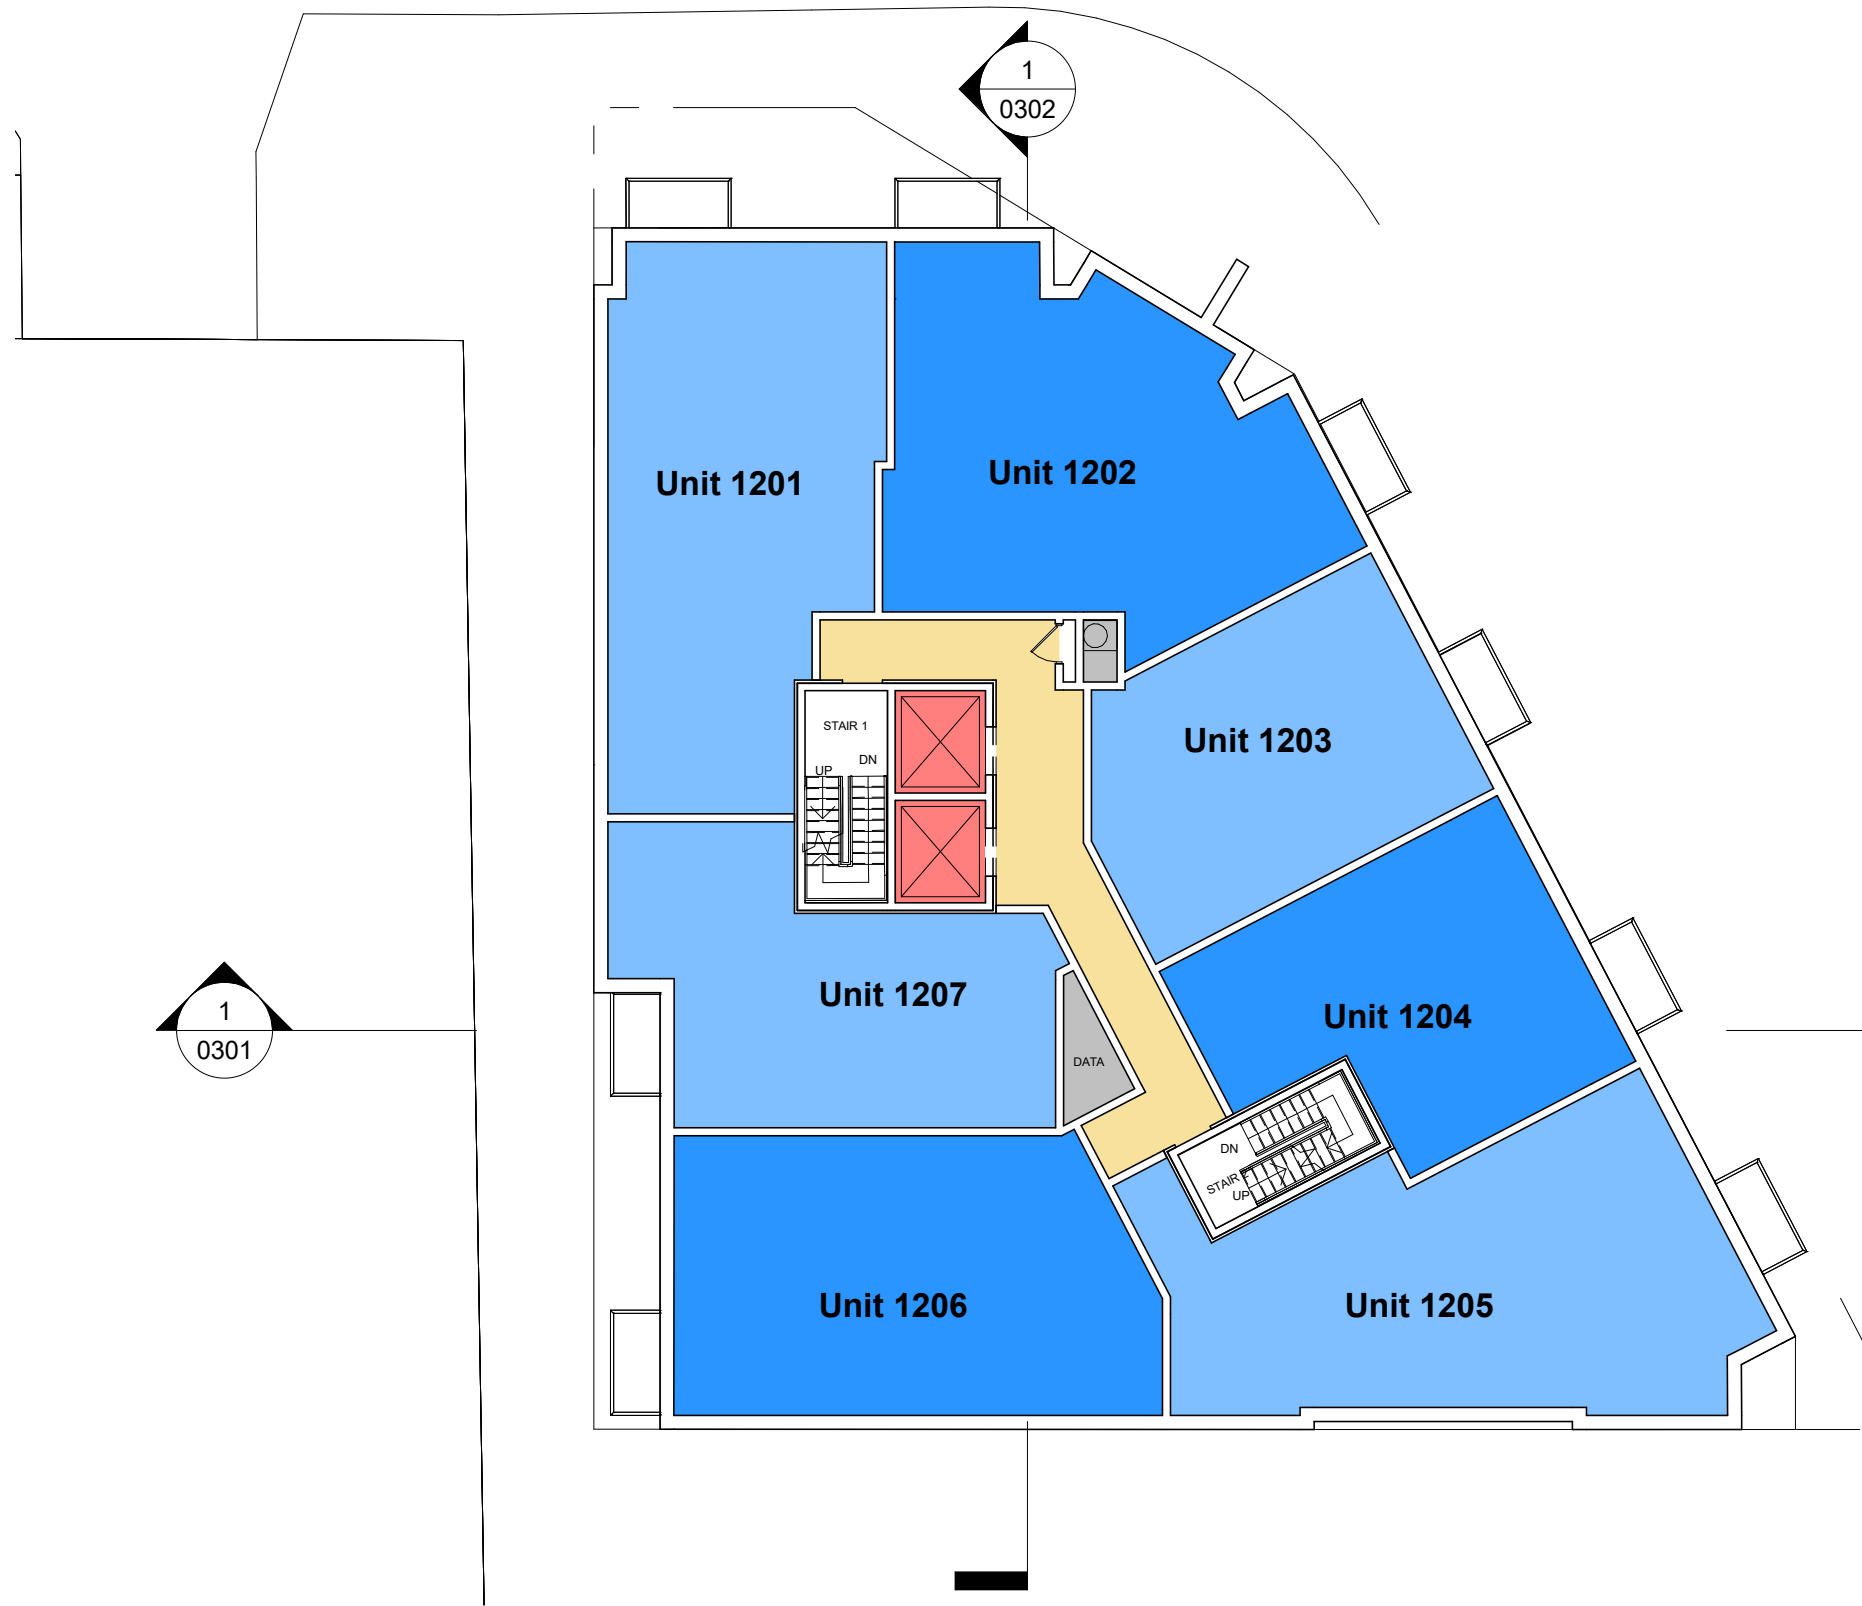 1
0302
Unit 1201
Unit 1202
STAIR 1
DN
UP
Unit 1203
Unit 1207
1
0301
Unit 1204
DATA
DN
STAIR
UP
Unit 1206
Unit 1205